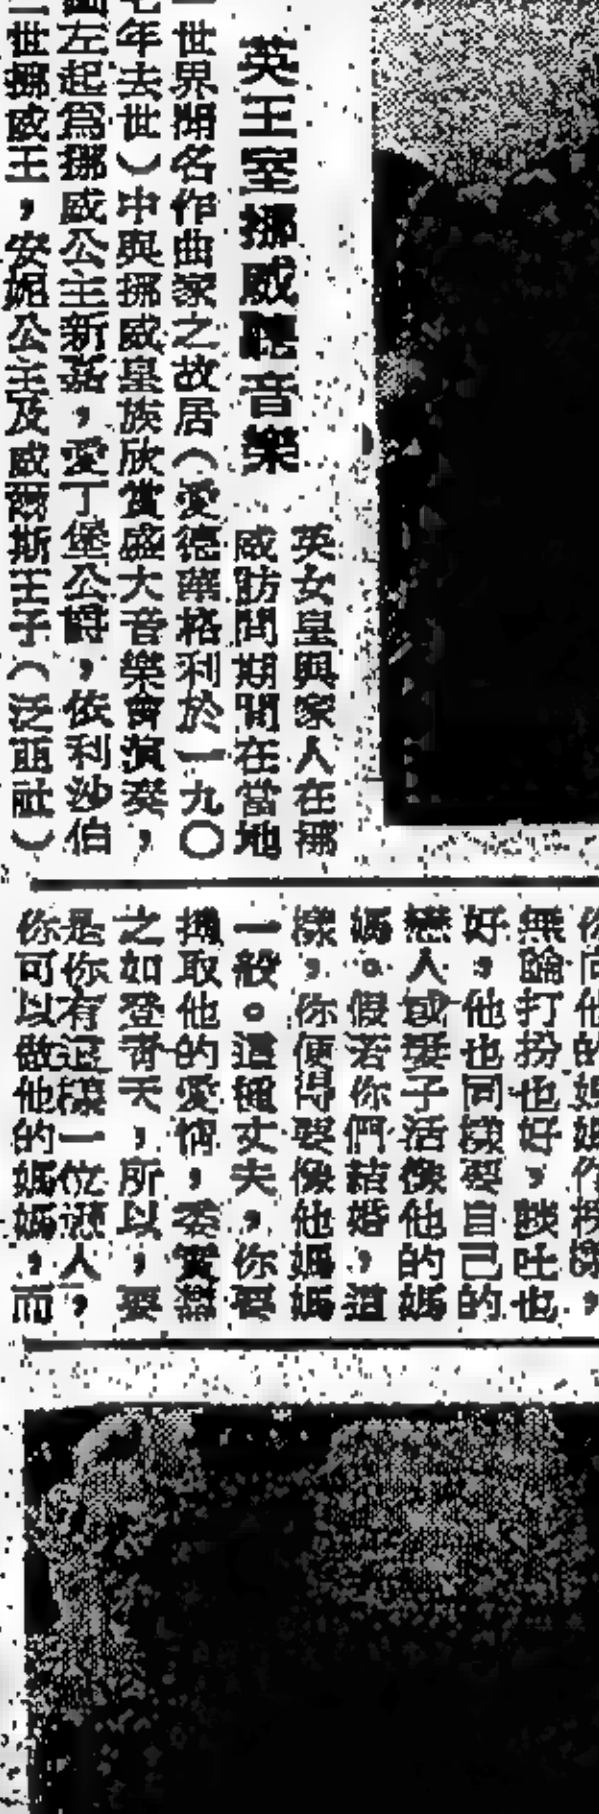 英王室挪威聽音樂
英女皇與家人在挪
威訪問期間在當地
一世界聞名作曲家之故居（愛德華格利於一九〇
七年去世）中與挪威皇族欣賞盛大音樂會演奏，
圖左起為挪威公主新嘉，愛丁堡公爵，依利沙伯
二世挪威王，安妮公主及威爾斯王子（泛亞社）
你向他的媽媽作榜樣，
無論打扮也好，談吐也
好，他也同樣要自己的
戀人或妻子活像他的媽
媽。假若你們結婚，這
樣，你便得要像他媽媽
一般。這種丈夫，你要
攫取他的愛情，委實
之如登青天，所以，要
是你有這樣一位戀人，
你可以做他的媽媽，而